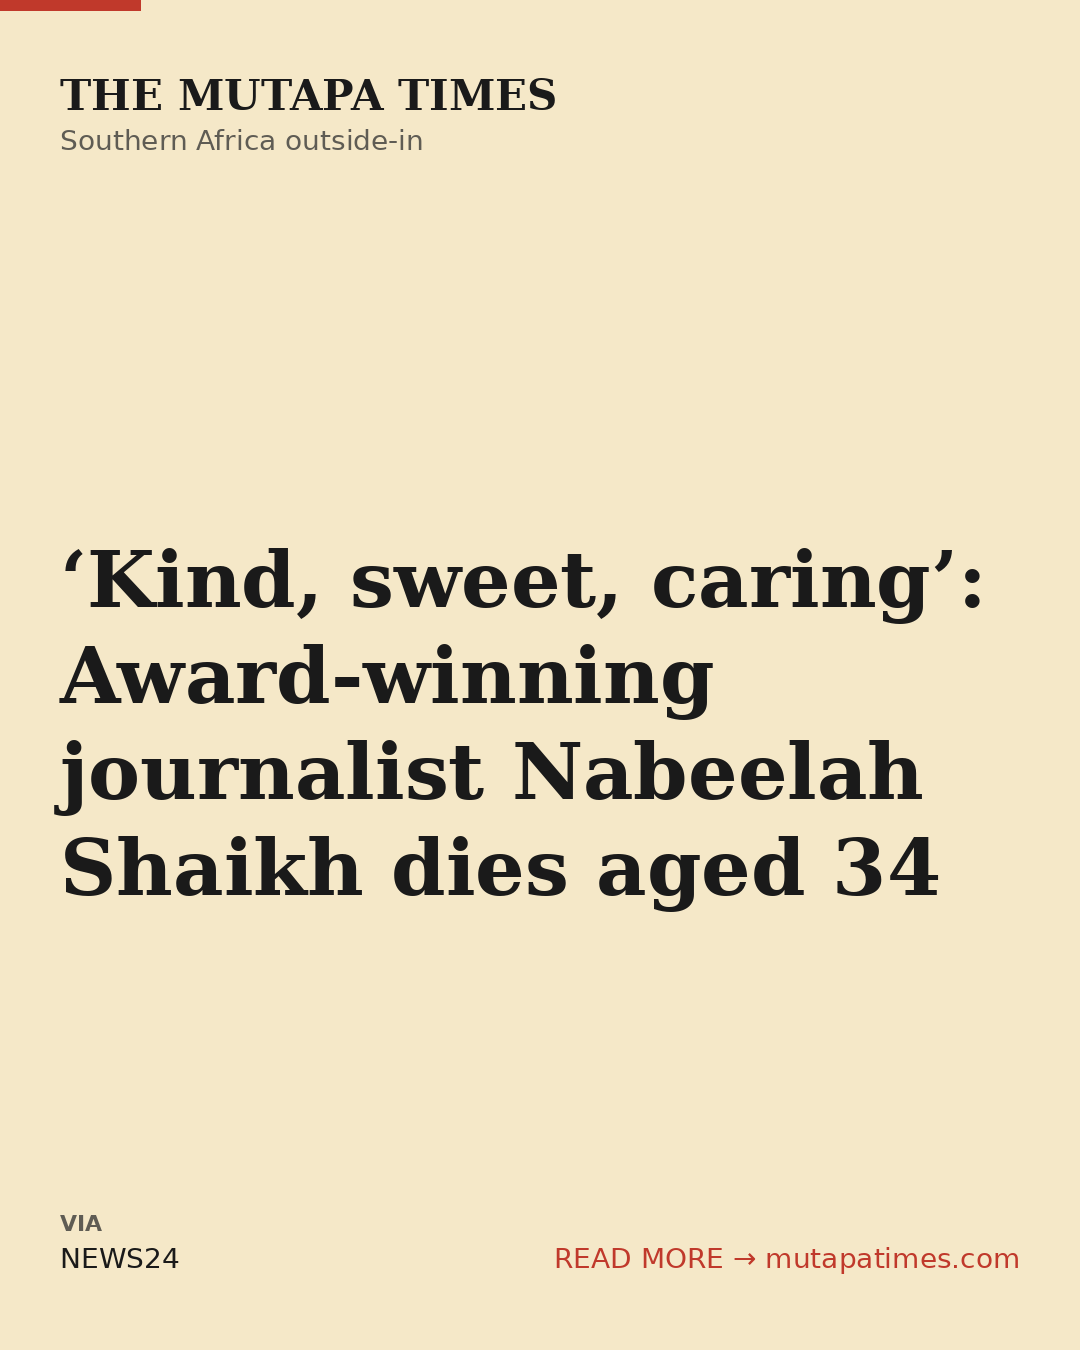 THE MUTAPA TIMES
Southern Africa outside-in
‘Kind, sweet, caring’:
Award-winning
journalist Nabeelah
Shaikh dies aged 34
VIA
NEWS24
READ MORE → mutapatimes.com